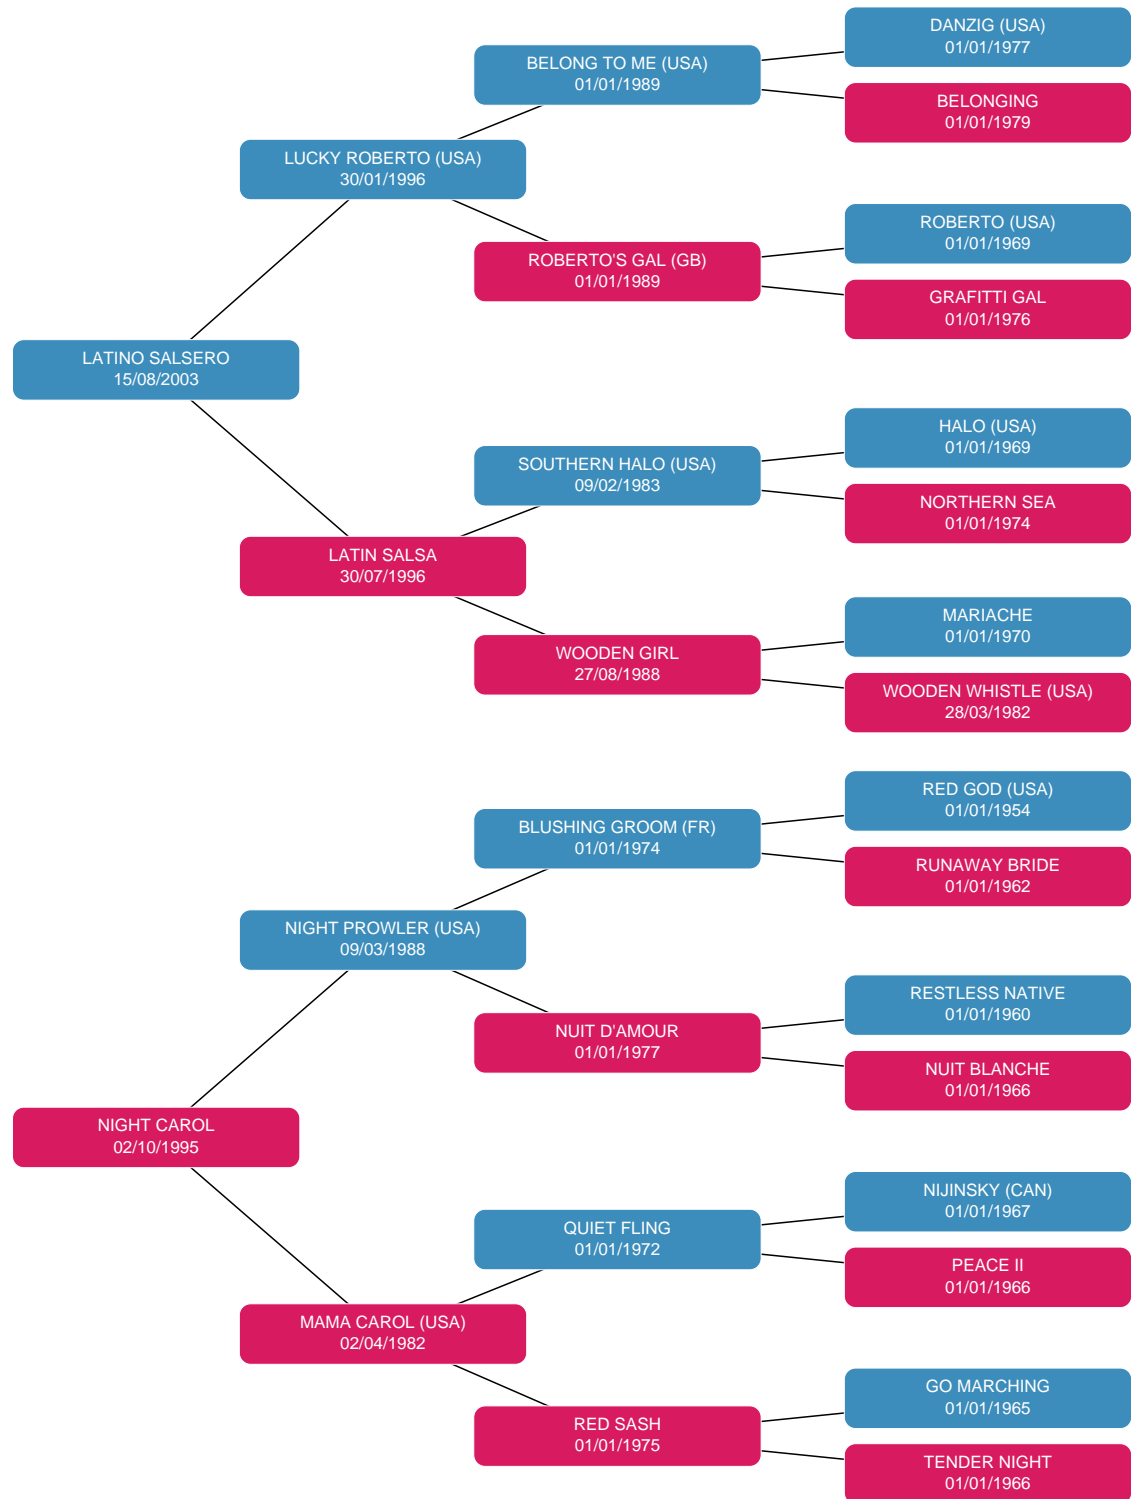 DANZIG (USA)
01/01/1977
BELONG TO ME (USA)
01/01/1989
BELONGING
01/01/1979
LUCKY ROBERTO (USA)
30/01/1996
ROBERTO (USA)
01/01/1969
ROBERTO'S GAL (GB)
01/01/1989
GRAFITTI GAL
01/01/1976
LATINO SALSERO
15/08/2003
HALO (USA)
01/01/1969
SOUTHERN HALO (USA)
09/02/1983
NORTHERN SEA
01/01/1974
LATIN SALSA
30/07/1996
MARIACHE
01/01/1970
WOODEN GIRL
27/08/1988
WOODEN WHISTLE (USA)
28/03/1982
RED GOD (USA)
01/01/1954
BLUSHING GROOM (FR)
01/01/1974
RUNAWAY BRIDE
01/01/1962
NIGHT PROWLER (USA)
09/03/1988
RESTLESS NATIVE
01/01/1960
NUIT D'AMOUR
01/01/1977
NUIT BLANCHE
01/01/1966
NIGHT CAROL
02/10/1995
NIJINSKY (CAN)
01/01/1967
QUIET FLING
01/01/1972
PEACE II
01/01/1966
MAMA CAROL (USA)
02/04/1982
GO MARCHING
01/01/1965
RED SASH
01/01/1975
TENDER NIGHT
01/01/1966